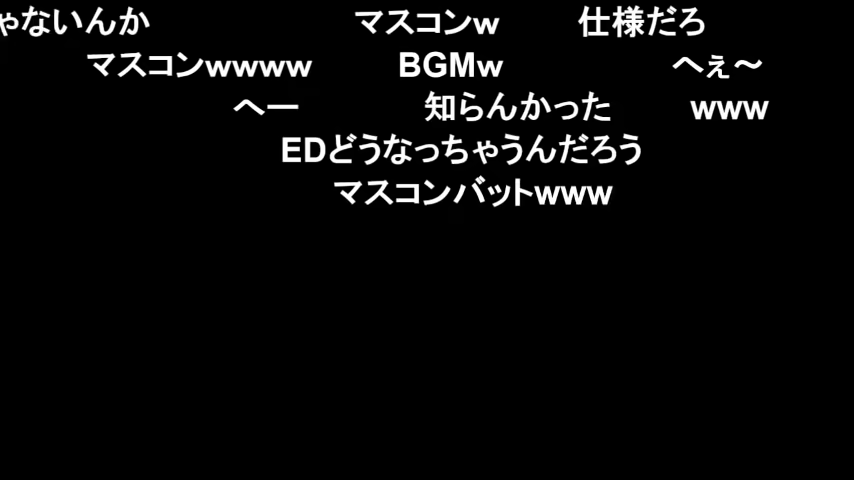 ゃないんか マスコンｗ 仕様だろ
マスコンｗｗｗｗ BGMｗ へぇ～
へー 知らんかった ｗｗｗ
EDどうなっちゃうんだろう
マスコンバットｗｗｗ